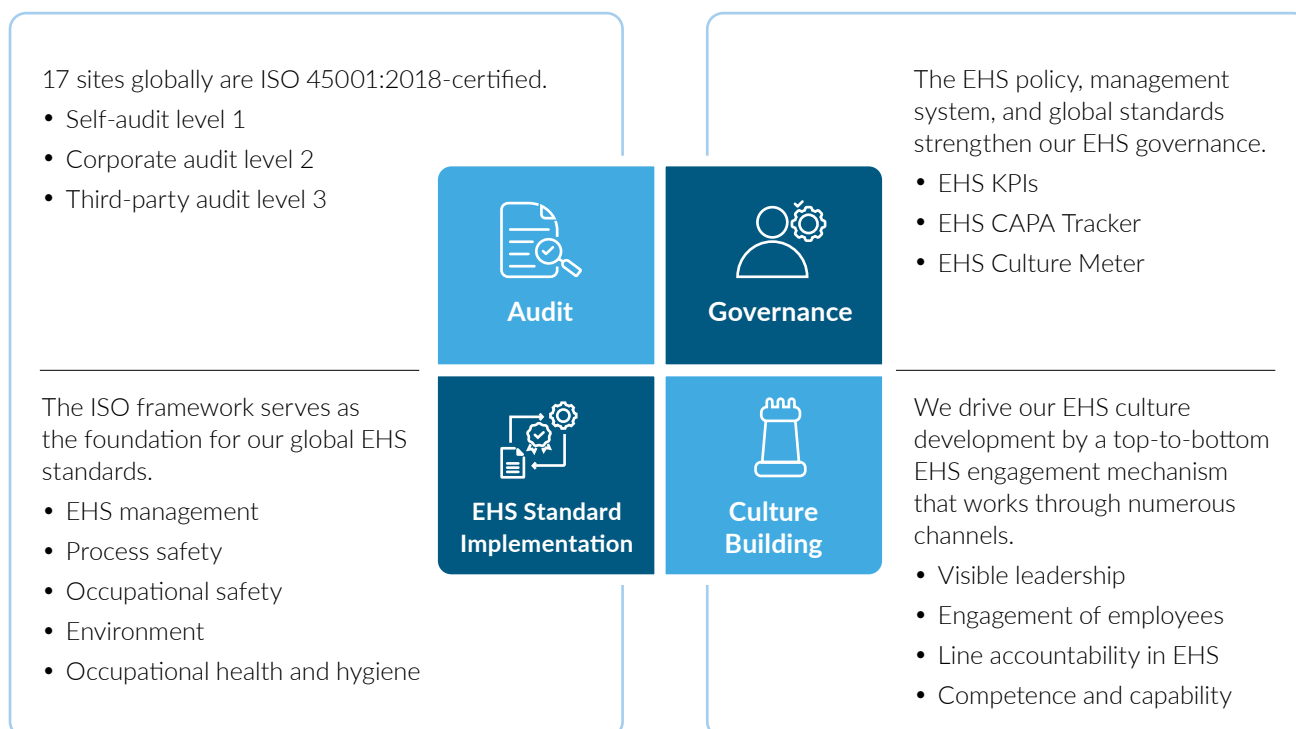 17 sites globally are ISO 45001:2018-certified.
• Self-audit level 1
• Corporate audit level 2
• Third-party audit level 3
Audit
Governance
The EHS policy, management
system, and global standards
strengthen our EHS governance.
• EHS KPIs
• EHS CAPA Tracker
• EHS Culture Meter
The ISO framework serves as
the foundation for our global EHS
standards.
• EHS management
• Process safety
• Occupational safety
• Environment
• Occupational health and hygiene
EHS Standard
Implementation
Culture
Building
We drive our EHS culture
development by a top-to-bottom
EHS engagement mechanism
that works through numerous
channels.
• Visible leadership
• Engagement of employees
• Line accountability in EHS
• Competence and capability